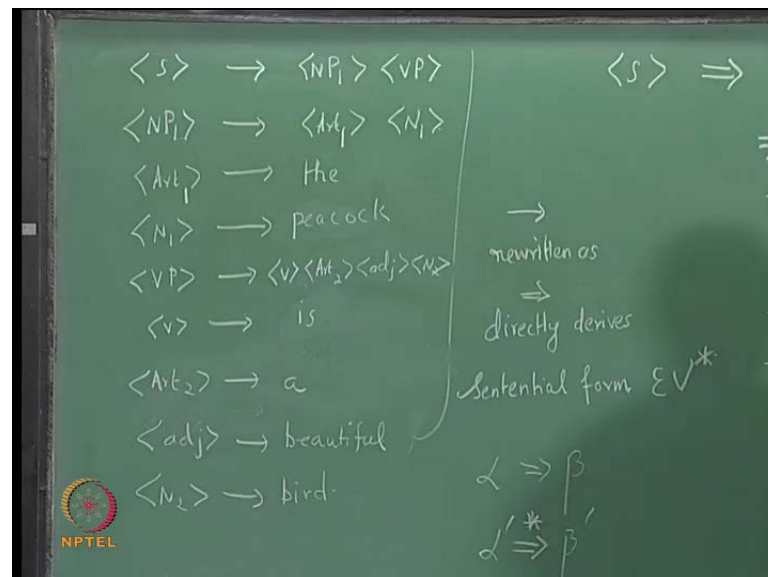 <S> → <NP₁> <VP>
<NP₁> → <Art₁> <N₁>
<Art₁> → the
<N₁> → peacock
<VP> → <V><Art₂><adj><N₂>
<V> → is
<Art₂> → a
<adj> → beautiful
<N₂> → bird.
<S> ⇒
⇒
→
rewritten as
⇒
directly derives
Sentential form ∈ V*
α ⇒ β
α' ⇒* β'
NPTEL